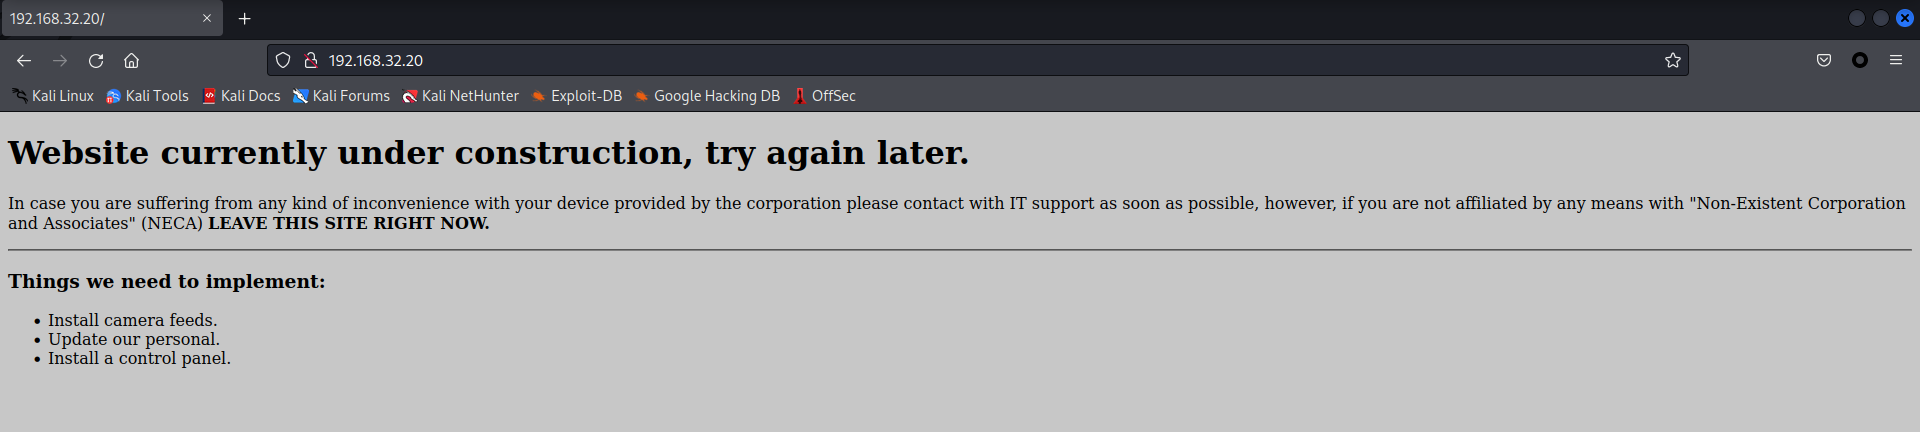 192.168.32.20/
192.168.32.20
Kali Linux Kali Tools Kali Docs Kali Forums Kali NetHunter Exploit-DB Google Hacking DB OffSec
Website currently under construction, try again later.
In case you are suffering from any kind of inconvenience with your device provided by the corporation please contact with IT support as soon as possible, however, if you are not affiliated by any means with "Non-Existent Corporation
and Associates" (NECA) LEAVE THIS SITE RIGHT NOW.
Things we need to implement:
• Install camera feeds.
• Update our personal.
• Install a control panel.